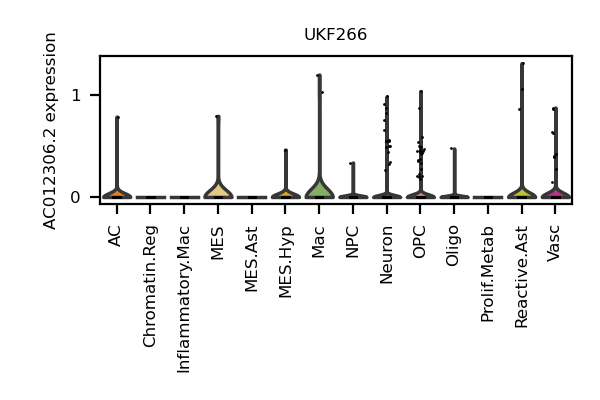 UKF266
AC012306.2 expression
1
0
AC
Chromatin.Reg
Inflammatory.Mac
MES
MES.Ast
MES.Hyp
Mac
NPC
Neuron
OPC
Oligo
Prolif.Metab
Reactive.Ast
Vasc